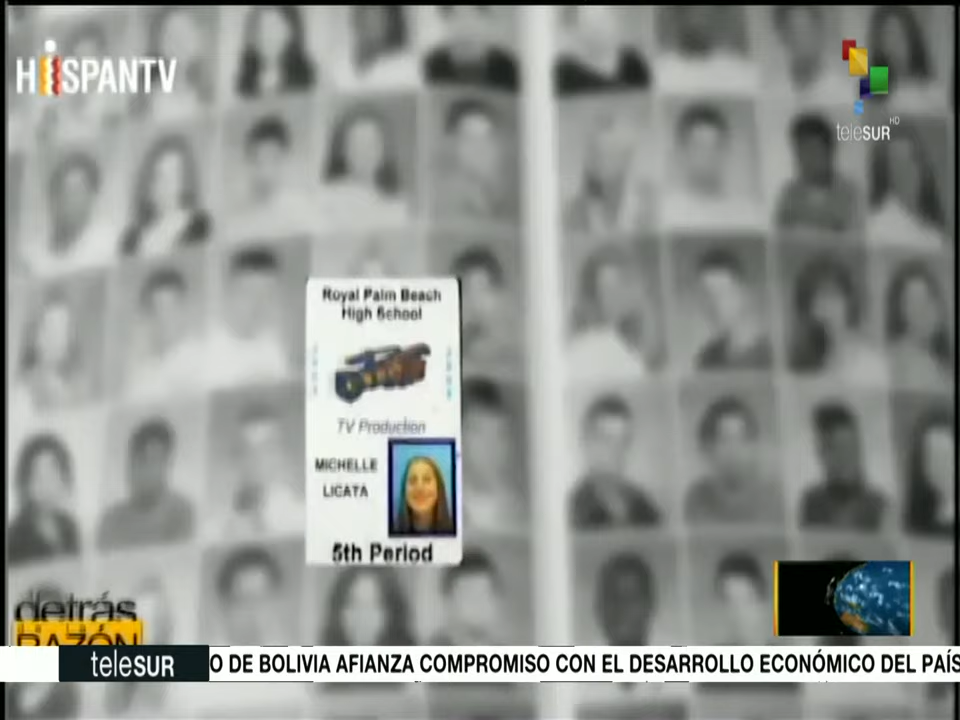 HISPANTV
teleSUR HD
Royal Palm Beach
High School
TV Production
MICHELLE
LICATA
5th Period
detrás
RAZÓN
teleSUR
O DE BOLIVIA AFIANZA COMPROMISO CON EL DESARROLLO ECONÓMICO DEL PAÍS